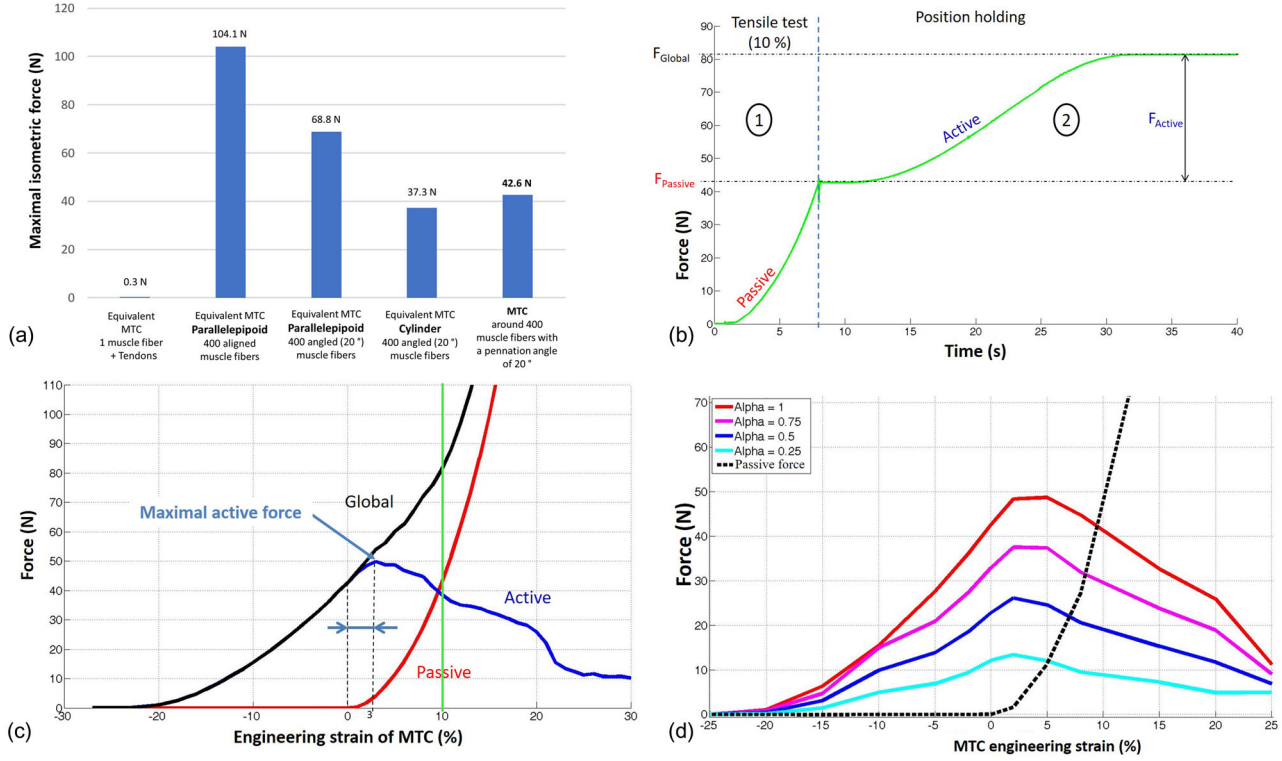 120
100
80
60
40
20
0
Maximal isometric force (N)
0.3 N
104.1 N
68.8 N
37.3 N
42.6 N
Equivalent
MTC
1 muscle fiber
+ Tendons
Equivalent MTC
Parallelepipoid
400 aligned
muscle fibers
Equivalent MTC
Parallelepipoid
400 angled (20 °)
muscle fibers
Equivalent MTC
Cylinder
400 angled (20 °)
muscle fibers
MTC
around 400
muscle fibers with
a pennation angle
of 20 °
(a)
Tensile test
(10 %)
Position holding
90
80
70
60
50
40
30
20
10
0
Force (N)
F Global
F Passive
F Active
1
2
Passive
Active
0 5 10 15 20 25 30 35 40
Time (s)
(b)
110
100
90
80
70
60
50
40
30
20
10
0
Force (N)
Global
Maximal active force
Active
Passive
-30 -20 -10 0 3 10 20 30
Engineering strain of MTC (%)
(c)
70
60
50
40
30
20
10
0
Force (N)
Alpha = 1
Alpha = 0.75
Alpha = 0.5
Alpha = 0.25
Passive force
-25 -20 -15 -10 -5 0 5 10 15 20 25
MTC engineering strain (%)
(d)